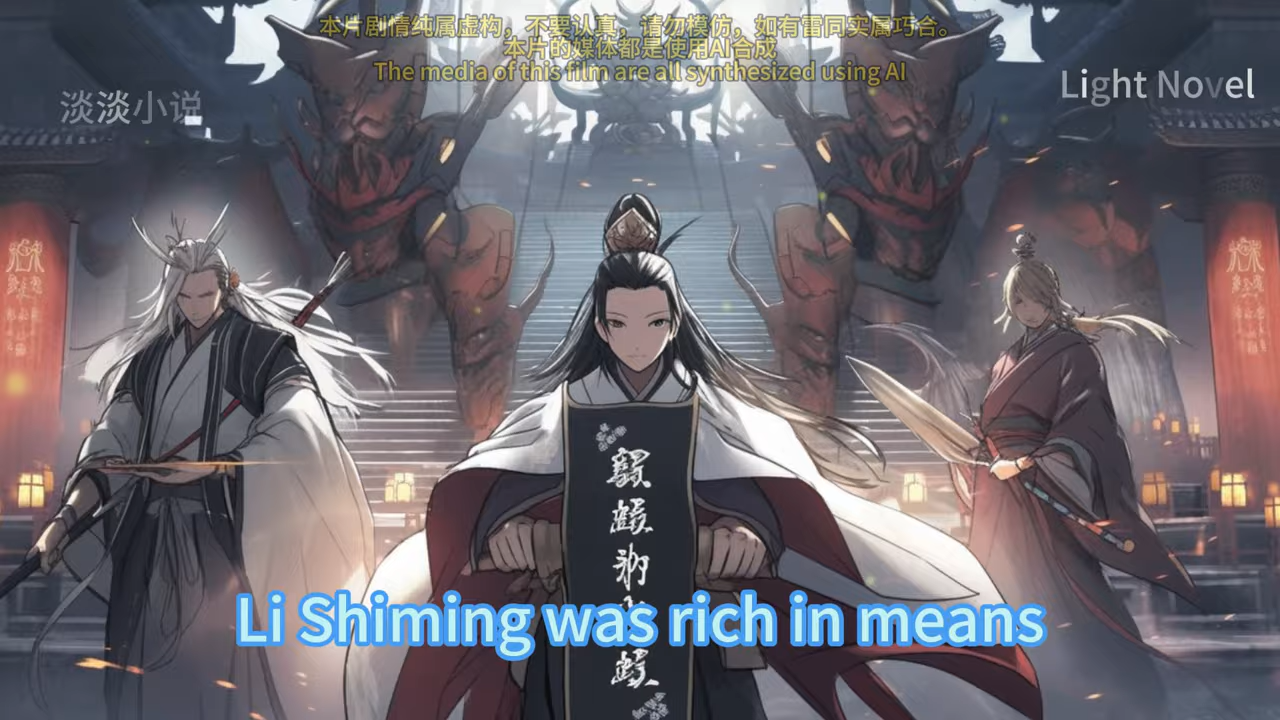 本片剧情纯属虚构，不要认真，请勿模仿，如有雷同实属巧合。
本片的媒体都是使用AI合成
The media of this film are all synthesized using AI
淡淡小说
Light Novel
Li Shiming was rich in means